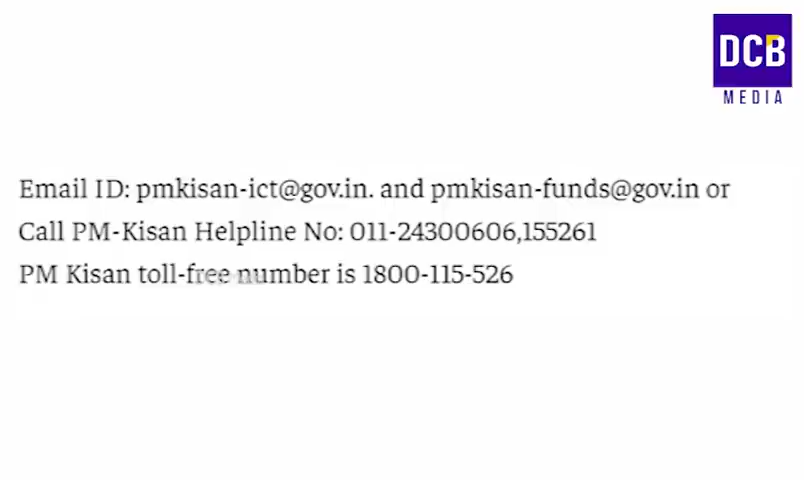 DCB
MEDIA
Email ID: pmkisan-ict@gov.in. and pmkisan-funds@gov.in or
Call PM-Kisan Helpline No: 011-24300606,155261
PM Kisan toll-free number is 1800-115-526